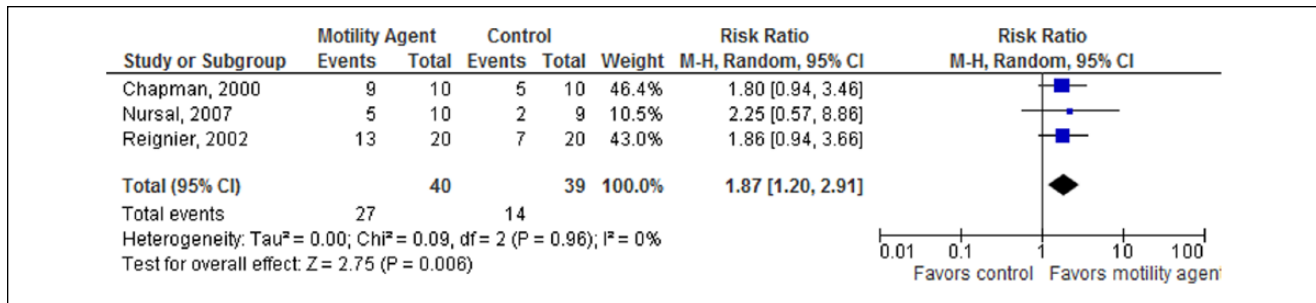 Motility Agent Control Risk Ratio Risk Ratio
Study or Subgroup Events Total Events Total Weight M-H, Random, 95% CI M-H, Random, 95% CI
Chapman, 2000 9 10 5 10 46.4% 1.80 [0.94, 3.46]
Nursal, 2007 5 10 2 9 10.5% 2.25 [0.57, 8.86]
Reignier, 2002 13 20 7 20 43.0% 1.86 [0.94, 3.66]
Total (95% CI) 40 39 100.0% 1.87 [1.20, 2.91]
Total events 27 14
Heterogeneity: Tau² = 0.00; Chi² = 0.09, df = 2 (P = 0.96); I² = 0%
Test for overall effect: Z = 2.75 (P = 0.006)
0.01 0.1 1 10 100
Favors control Favors motility agent